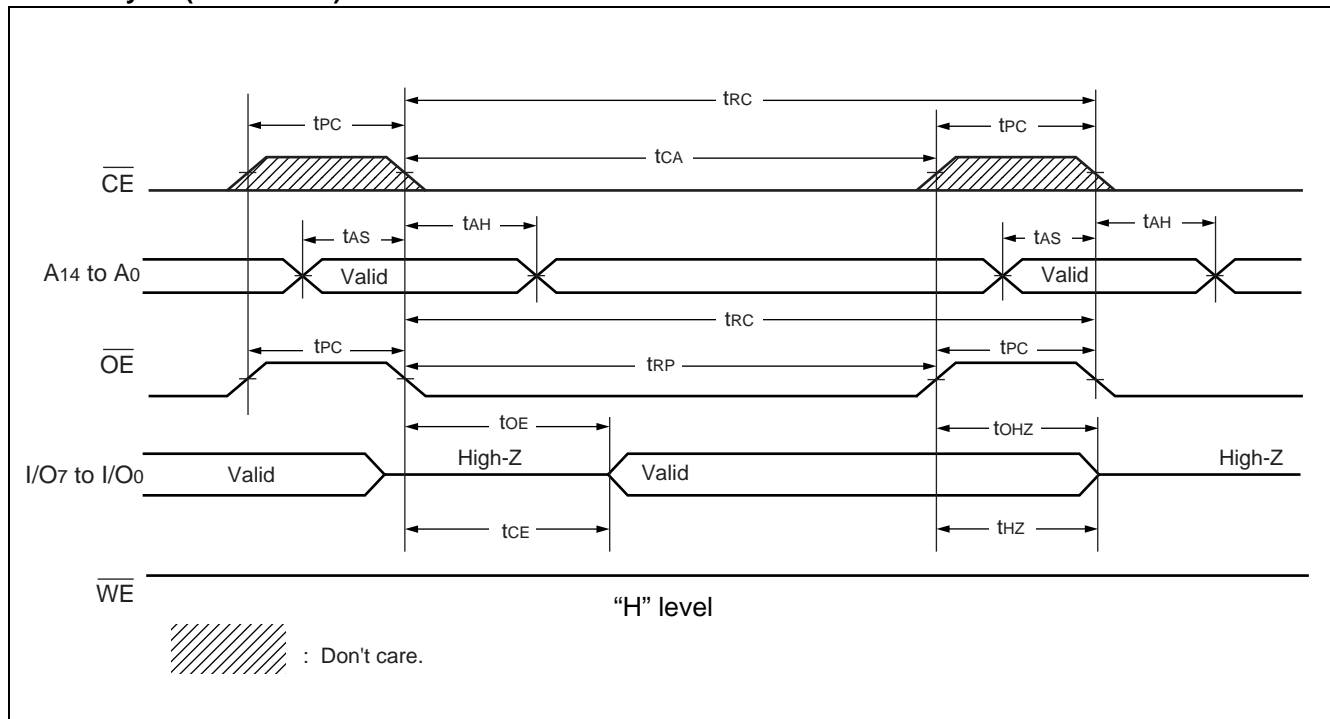 tRC
tPC
tPC
tCA
CE
tAS
tAH
tAS
tAH
A14 to A0
Valid
Valid
tRC
tPC
tPC
OE
tRP
tOE
tOHZ
I/O7 to I/O0
Valid
High-Z
Valid
High-Z
tCE
tHZ
WE
“H” level
: Don't care.